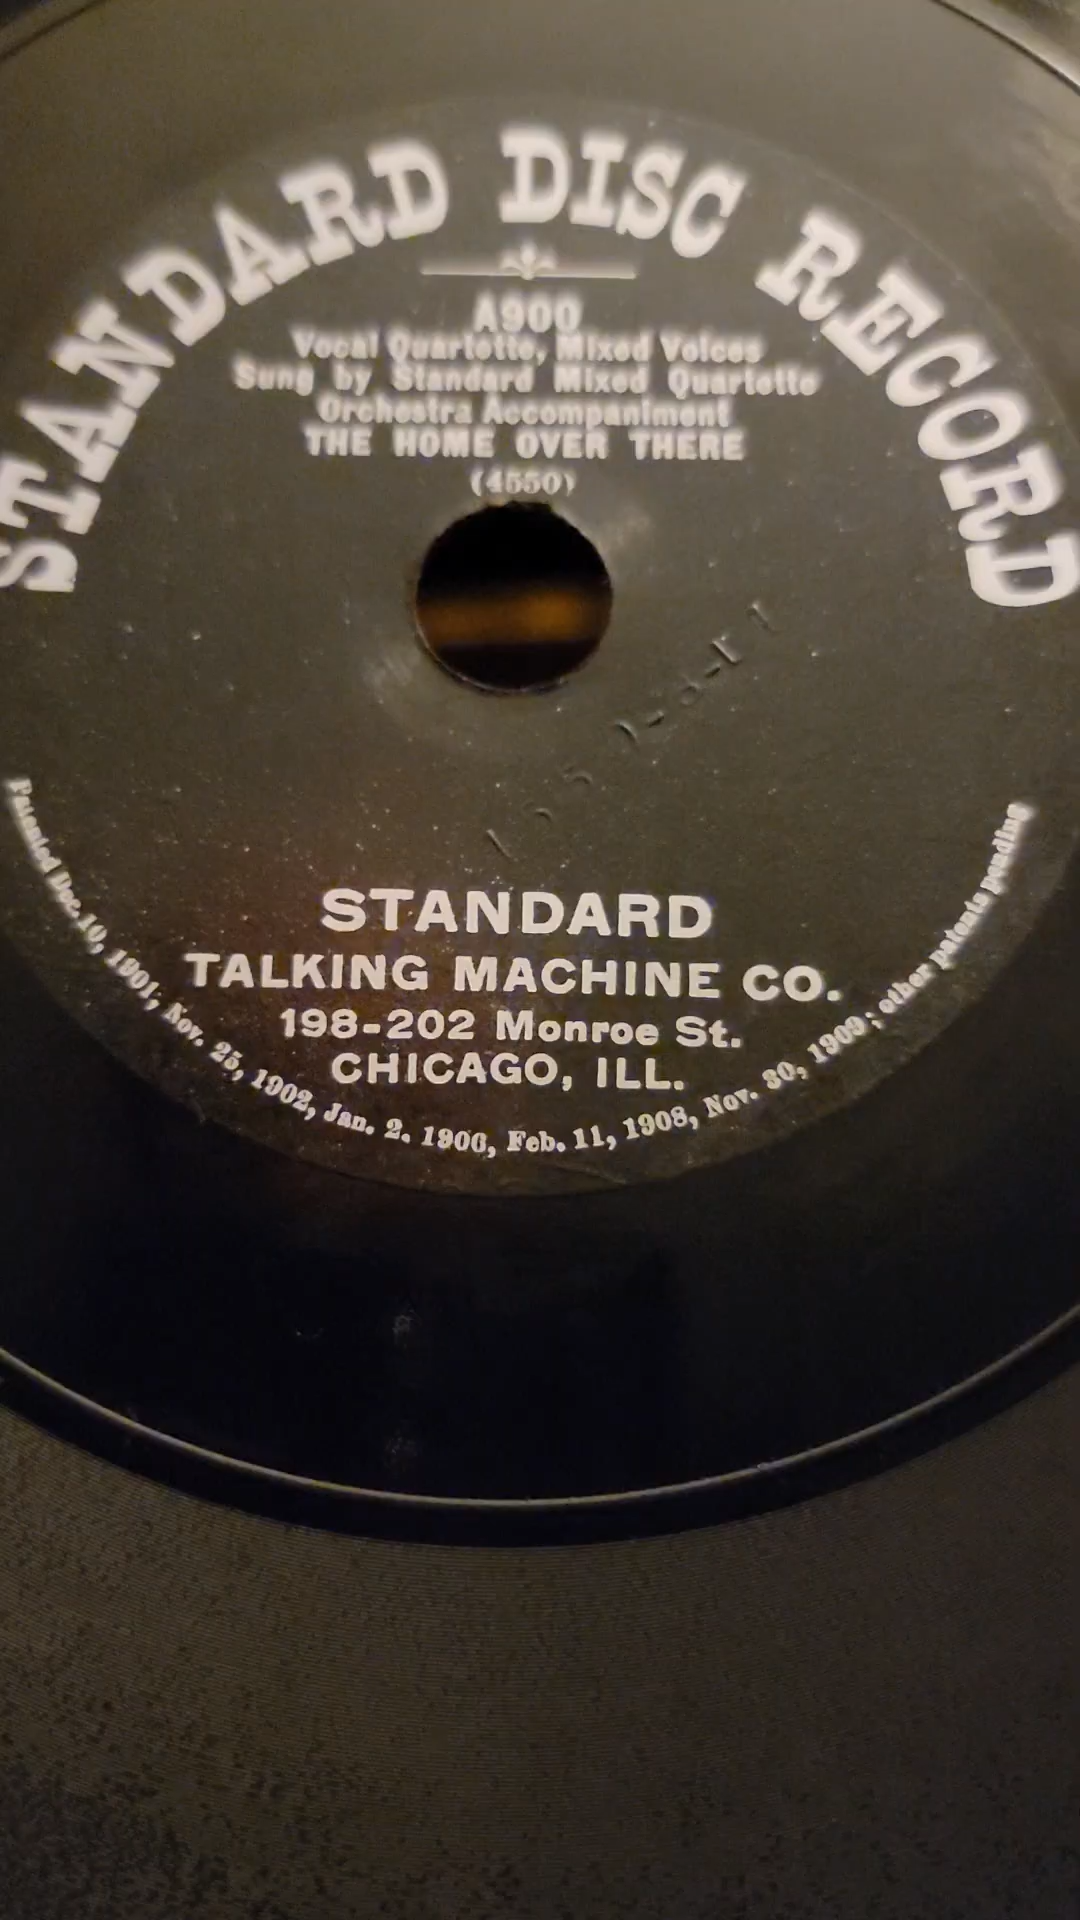 STANDARD DISC RECORD
A900
Vocal Quartette, Mixed Voices
Sung by Standard Mixed Quartette
Orchestra Accompaniment
THE HOME OVER THERE
(4550)
STANDARD
TALKING MACHINE CO.
198-202 Monroe St.
CHICAGO, ILL.
Patented Dec. 10, 1901, Nov. 25, 1902, Jan. 2. 1906, Feb. 11, 1908, Nov. 30, 1909; other patents pending